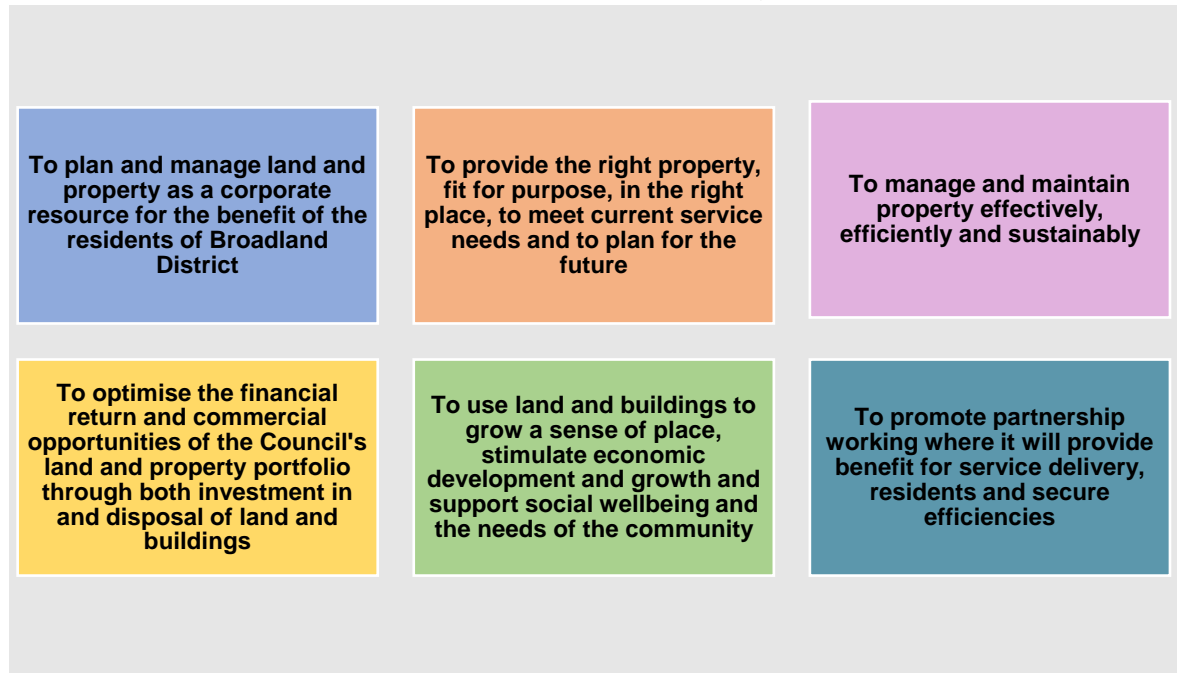 To plan and manage land and
property as a corporate
resource for the benefit of the
residents of Broadland
District
To provide the right property,
fit for purpose, in the right
place, to meet current service
needs and to plan for the
future
To manage and maintain
property effectively,
efficiently and sustainably
To optimise the financial
return and commercial
opportunities of the Council's
land and property portfolio
through both investment in
and disposal of land and
buildings
To use land and buildings to
grow a sense of place,
stimulate economic
development and growth and
support social wellbeing and
the needs of the community
To promote partnership
working where it will provide
benefit for service delivery,
residents and secure
efficiencies